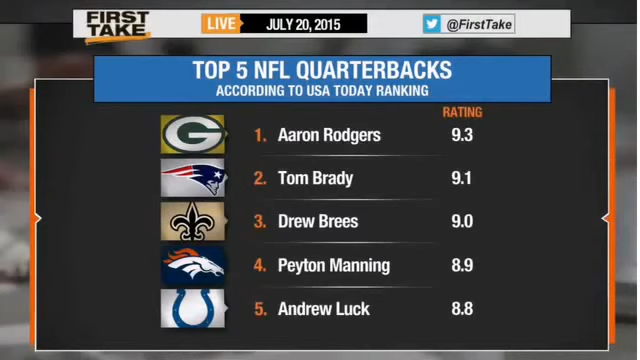 FIRST TAKE
LIVE JULY 20, 2015 @FirstTake
TOP 5 NFL QUARTERBACKS
ACCORDING TO USA TODAY RANKING
RATING
G 1. Aaron Rodgers 9.3
2. Tom Brady 9.1
3. Drew Brees 9.0
4. Peyton Manning 8.9
5. Andrew Luck 8.8